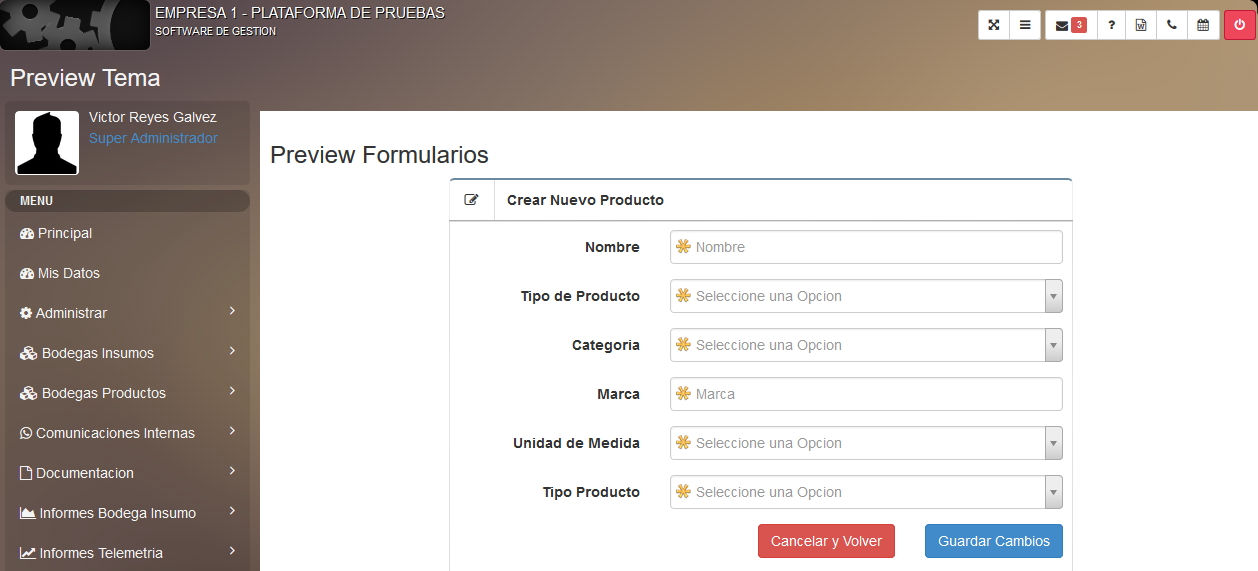 EMPRESA 1 - PLATAFORMA DE PRUEBAS
SOFTWARE DE GESTION
3
?
Preview Tema
Victor Reyes Galvez
Super Administrador
MENU
Principal
Mis Datos
Administrar
Bodegas Insumos
Bodegas Productos
Comunicaciones Internas
Documentacion
Informes Bodega Insumo
Informes Telemetria
Preview Formularios
Crear Nuevo Producto
Nombre Nombre
Tipo de Producto Seleccione una Opcion
Categoria Seleccione una Opcion
Marca Marca
Unidad de Medida Seleccione una Opcion
Tipo Producto Seleccione una Opcion
Cancelar y Volver Guardar Cambios